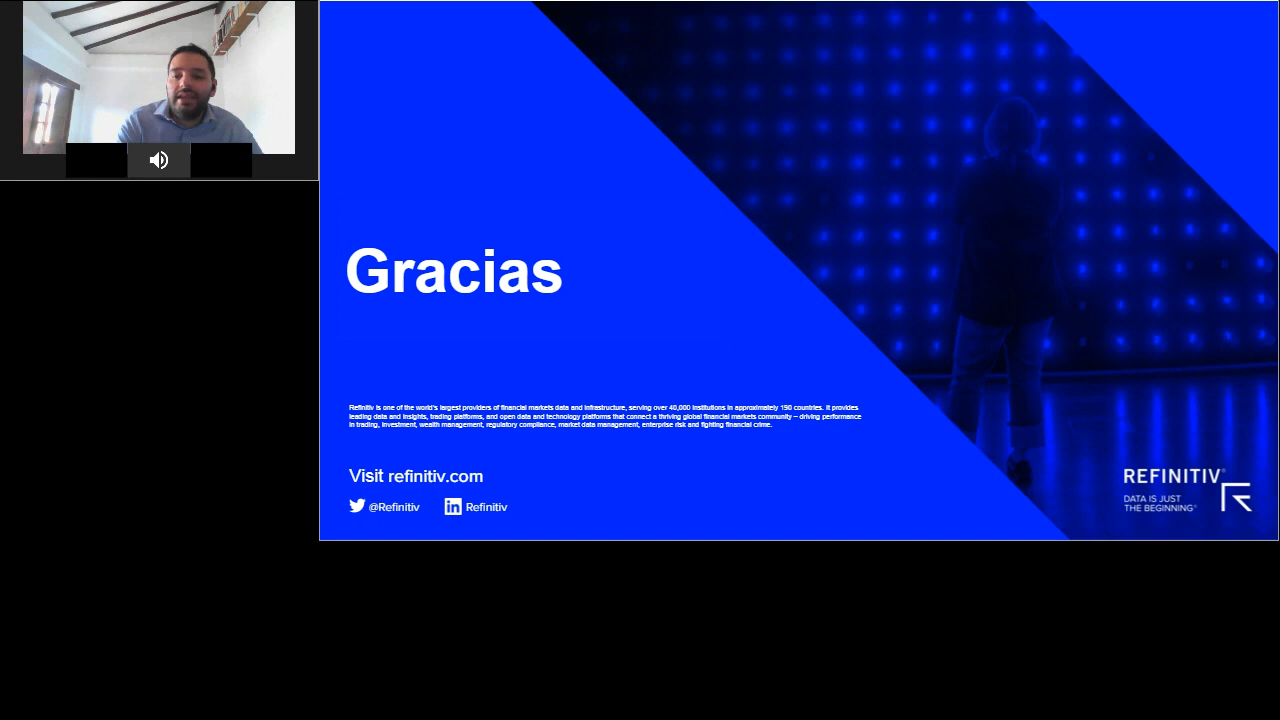 Gracias
Refinitiv is one of the world's largest providers of financial markets data and infrastructure, serving over 40,000 institutions in approximately 190 countries. It provides
leading data and insights, trading platforms, and open data and technology platforms that connect a thriving global financial markets community – driving performance
in trading, investment, wealth management, regulatory compliance, market data management, enterprise risk and fighting financial crime.
Visit refinitiv.com
@Refinitiv
Refinitiv
REFINITIV®
DATA IS JUST
THE BEGINNING®